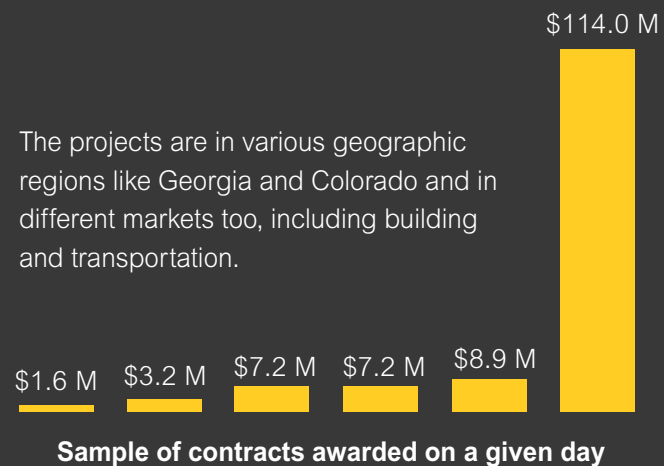 $114.0 M
The projects are in various geographic
regions like Georgia and Colorado and in
different markets too, including building
and transportation.
$1.6 M
$3.2 M
$7.2 M
$7.2 M
$8.9 M
Sample of contracts awarded on a given day